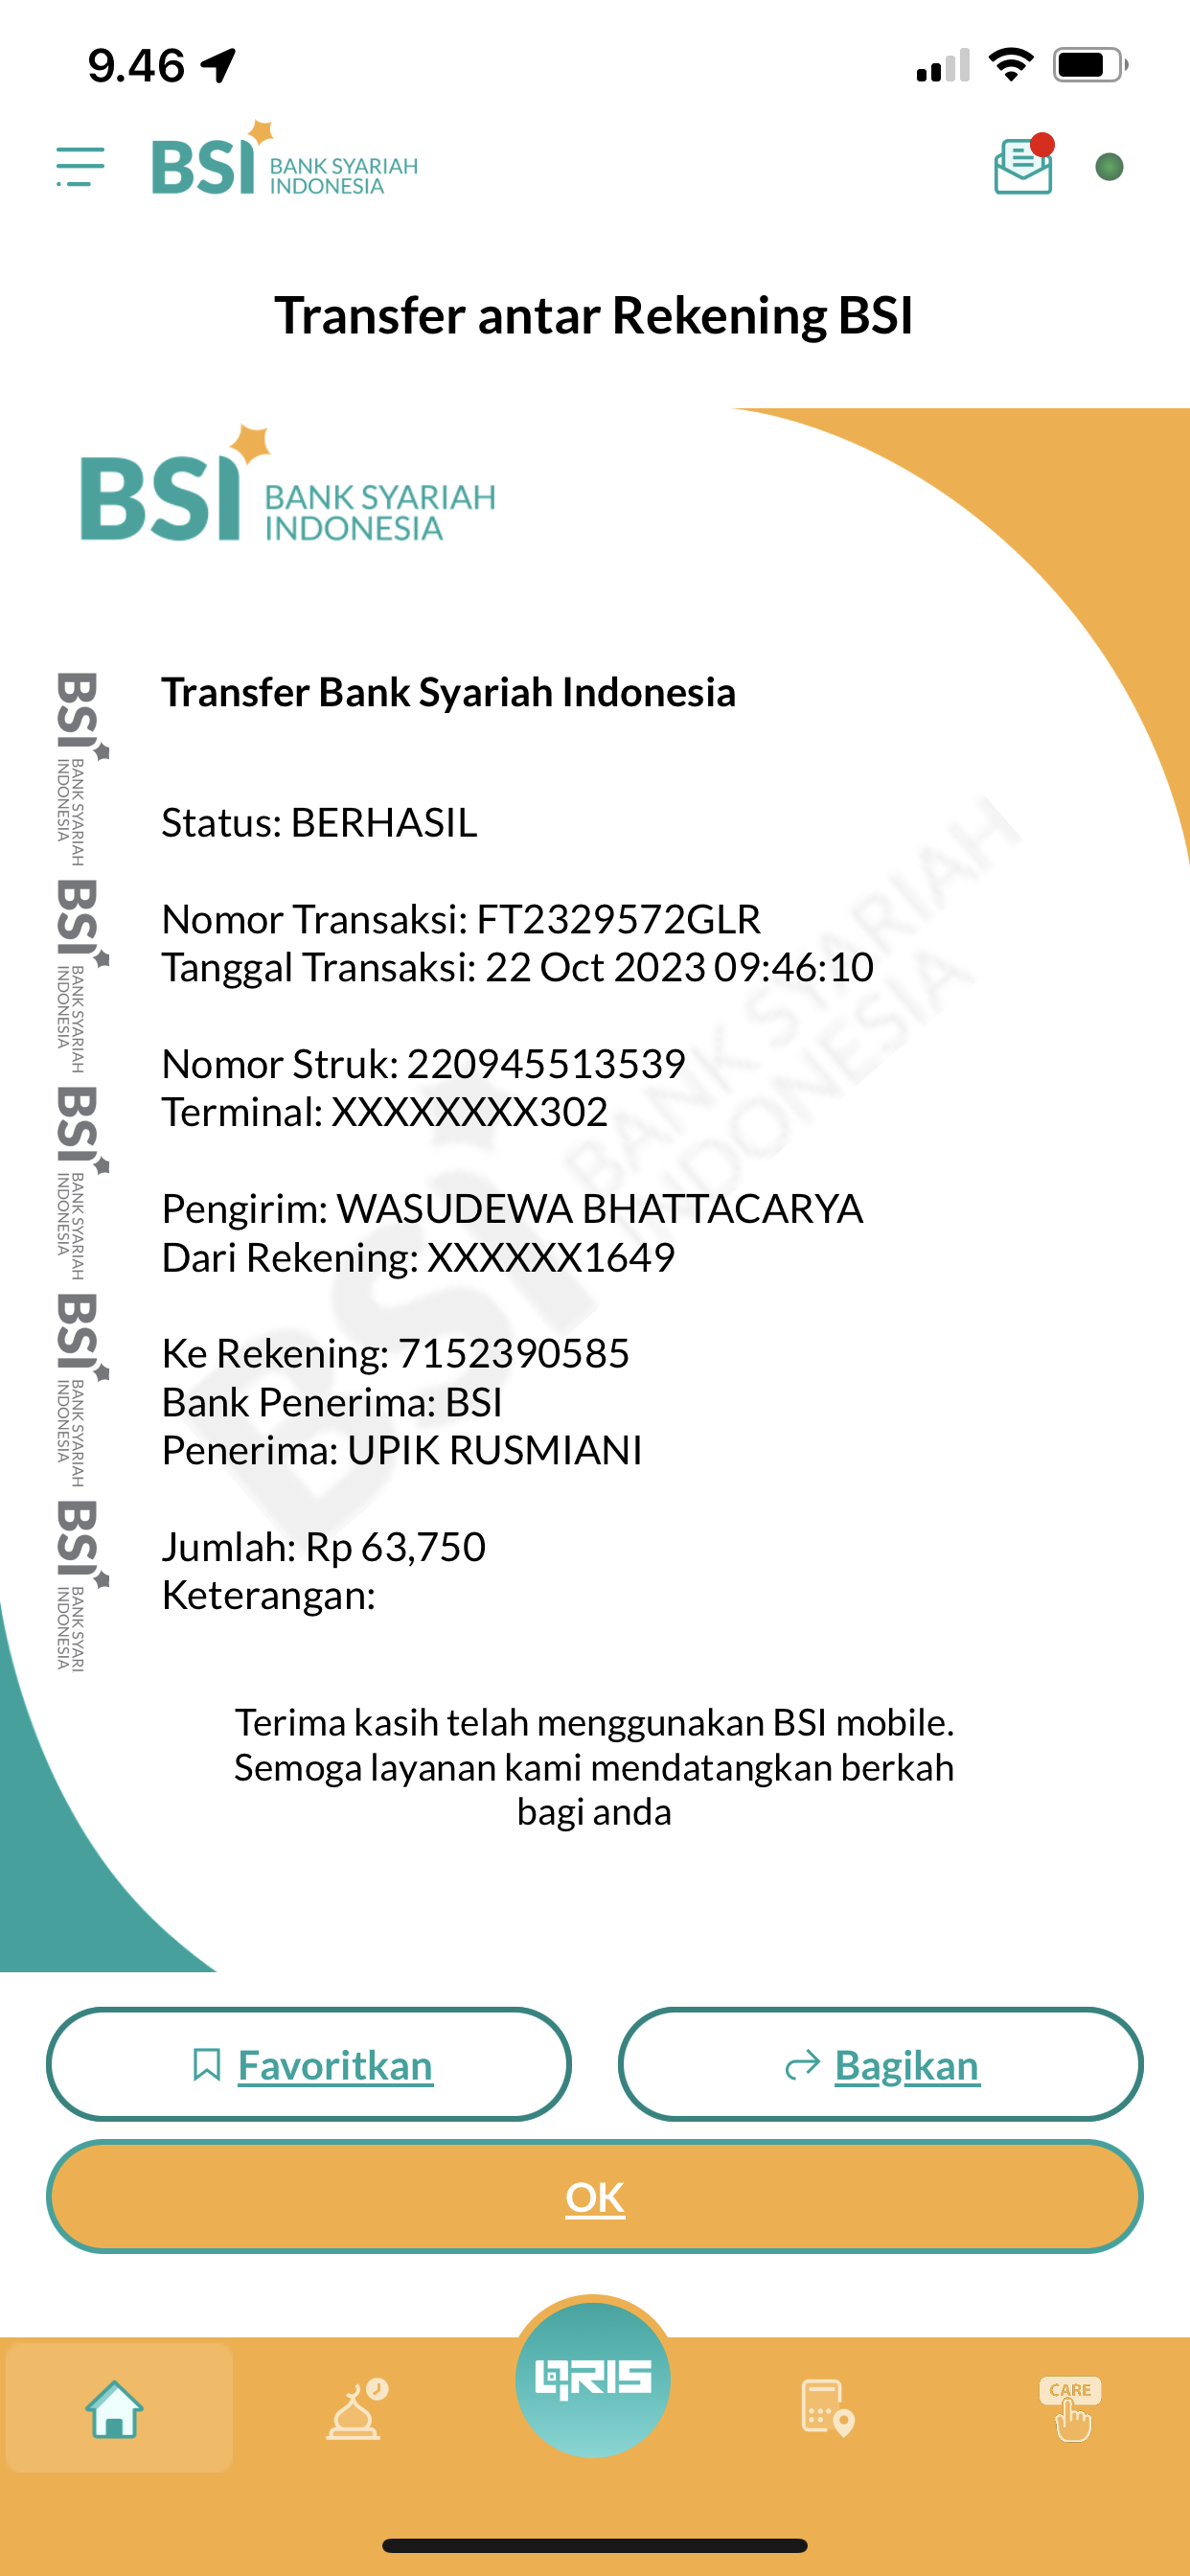 9.46
BSI BANK SYARIAH
INDONESIA
Transfer antar Rekening BSI
BSI BANK SYARIAH
INDONESIA
Transfer Bank Syariah Indonesia
Status: BERHASIL
Nomor Transaksi: FT2329572GLR
Tanggal Transaksi: 22 Oct 2023 09:46:10
Nomor Struk: 220945513539
Terminal: XXXXXXXX302
Pengirim: WASUDEWA BHATTACARYA
Dari Rekening: XXXXXX1649
Ke Rekening: 7152390585
Bank Penerima: BSI
Penerima: UPIK RUSMIANI
Jumlah: Rp 63,750
Keterangan:
BSI BANK SYARIAH
INDONESIA
BSI BANK SYARIAH
INDONESIA
BSI BANK SYARIAH
INDONESIA
BSI BANK SYARIAH
INDONESIA
BSI BANK SYARI
INDONESIA
BSI BANK SYARIAH
INDONESIA
Terima kasih telah menggunakan BSI mobile.
Semoga layanan kami mendatangkan berkah
bagi anda
Favoritkan
Bagikan
OK
QRIS
CARE